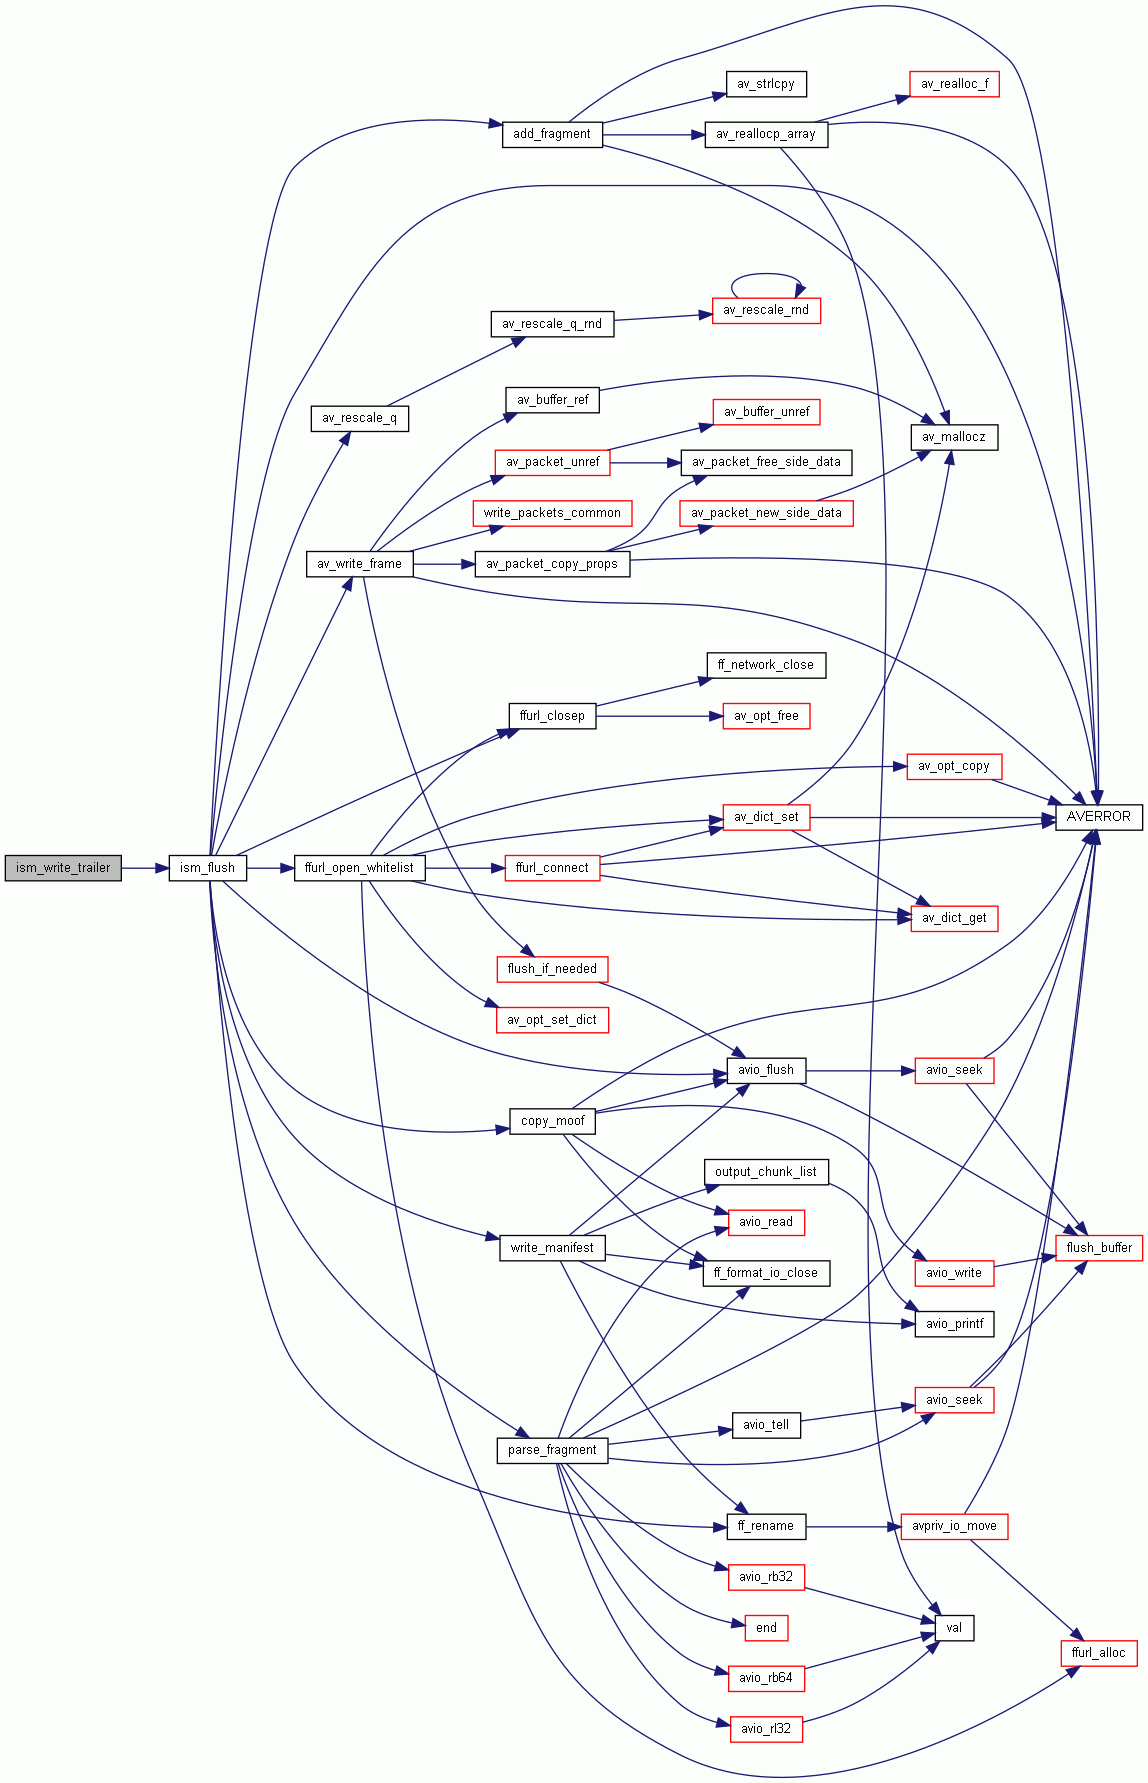 av_strlcpy
av_realloc_f
add_fragment
av_reallocp_array
av_rescale_rnd
av_rescale_q_rnd
av_buffer_ref
av_buffer_unref
av_rescale_q
av_mallocz
av_packet_unref
av_packet_free_side_data
write_packets_common
av_packet_new_side_data
av_write_frame
av_packet_copy_props
ff_network_close
ffurl_closep
av_opt_free
av_opt_copy
av_dict_set
AVERROR
ism_write_trailer
ism_flush
ffurl_open_whitelist
ffurl_connect
av_dict_get
flush_if_needed
av_opt_set_dict
avio_flush
avio_seek
copy_moof
output_chunk_list
avio_read
write_manifest
flush_buffer
ff_format_io_close
avio_write
avio_printf
avio_seek
avio_tell
parse_fragment
ff_rename
avpriv_io_move
avio_rb32
end
val
ffurl_alloc
avio_rb64
avio_rl32